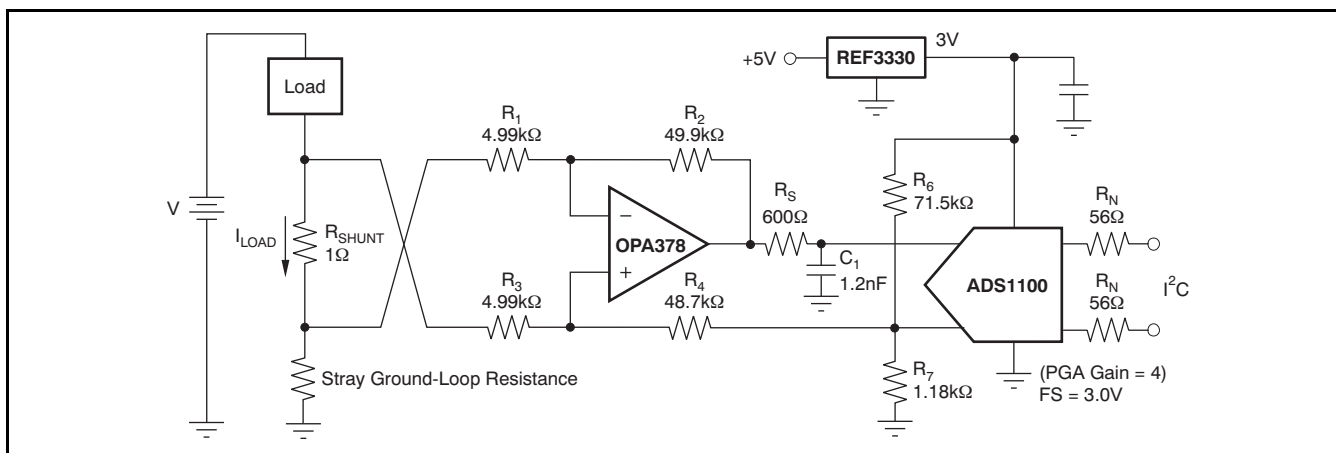 3V
+5V
REF3330
Load
R1
4.99kΩ
R2
49.9kΩ
RS
600Ω
R6
71.5kΩ
RN
56Ω
V
ILOAD
RSHUNT
1Ω
−
OPA378
+
C1
1.2nF
ADS1100
RN
56Ω
I²C
R3
4.99kΩ
R4
48.7kΩ
Stray Ground-Loop Resistance
R7
1.18kΩ
(PGA Gain = 4)
FS = 3.0V